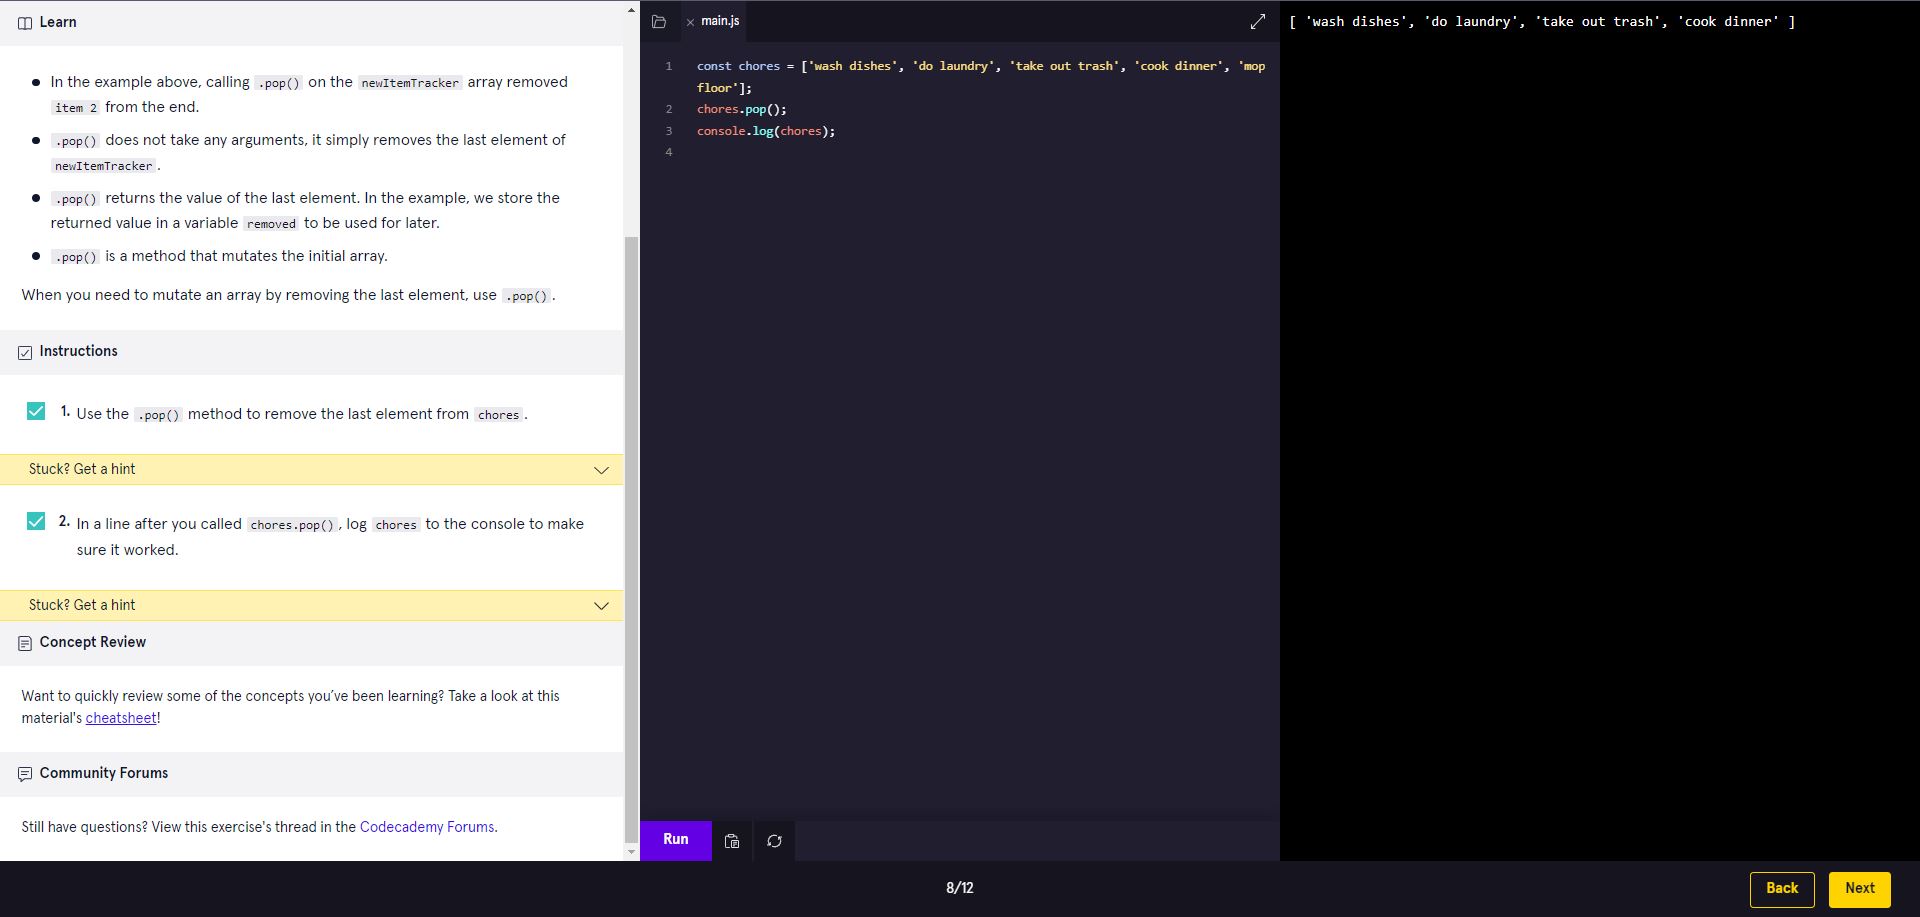 Learn
In the example above, calling .pop() on the newItemTracker array removed
item 2 from the end.
.pop() does not take any arguments, it simply removes the last element of
newItemTracker.
.pop() returns the value of the last element. In the example, we store the
returned value in a variable removed to be used for later.
.pop() is a method that mutates the initial array.
When you need to mutate an array by removing the last element, use .pop().
Instructions
1. Use the .pop() method to remove the last element from chores.
Stuck? Get a hint
2. In a line after you called chores.pop(), log chores to the console to make
sure it worked.
Stuck? Get a hint
Concept Review
Want to quickly review some of the concepts you've been learning? Take a look at this
material's cheatsheet!
Community Forums
Still have questions? View this exercise's thread in the Codecademy Forums.
main.js
1 const chores = ['wash dishes', 'do laundry', 'take out trash', 'cook dinner', 'mop
floor'];
2 chores.pop();
3 console.log(chores);
4
Run
[ 'wash dishes', 'do laundry', 'take out trash', 'cook dinner' ]
8/12
Back
Next